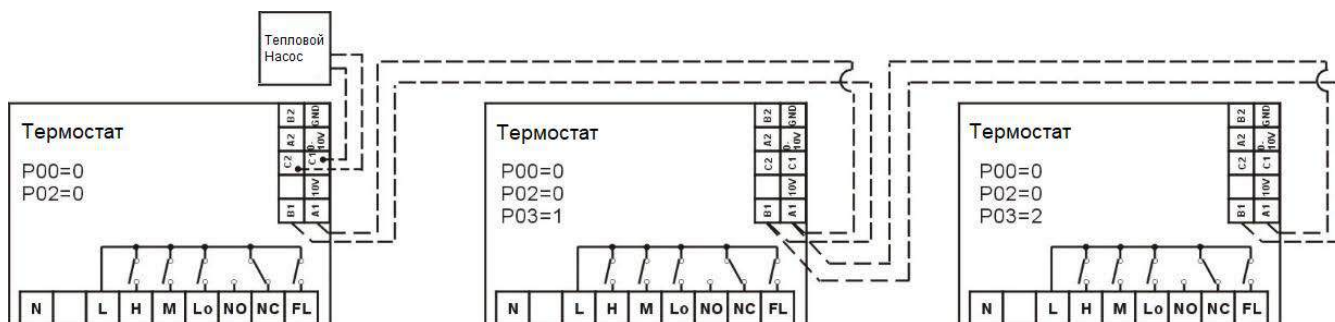 Тепловой
Насос
Термостат
P00=0
P02=0
B2 GND
A2 0-10V
C2 C1
10V
B1 A1
N L H M Lo NO NC FL
Термостат
P00=0
P02=0
P03=1
B2 GND
A2 0-10V
C2 C1
10V
B1 A1
N L H M Lo NO NC FL
Термостат
P00=0
P02=0
P03=2
B2 GND
A2 0-10V
C2 C1
10V
B1 A1
N L H M Lo NO NC FL